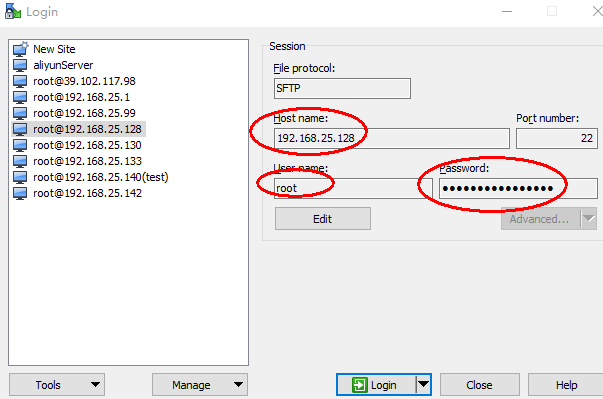 Login
New Site
aliyunServer
root@39.102.117.98
root@192.168.25.1
root@192.168.25.99
root@192.168.25.128
root@192.168.25.130
root@192.168.25.133
root@192.168.25.140(test)
root@192.168.25.142
Session
File protocol:
SFTP
Host name:
Port number:
192.168.25.128
22
User name:
Password:
root
••••••••••••••••
Edit
Advanced...
Tools
Manage
Login
Close
Help